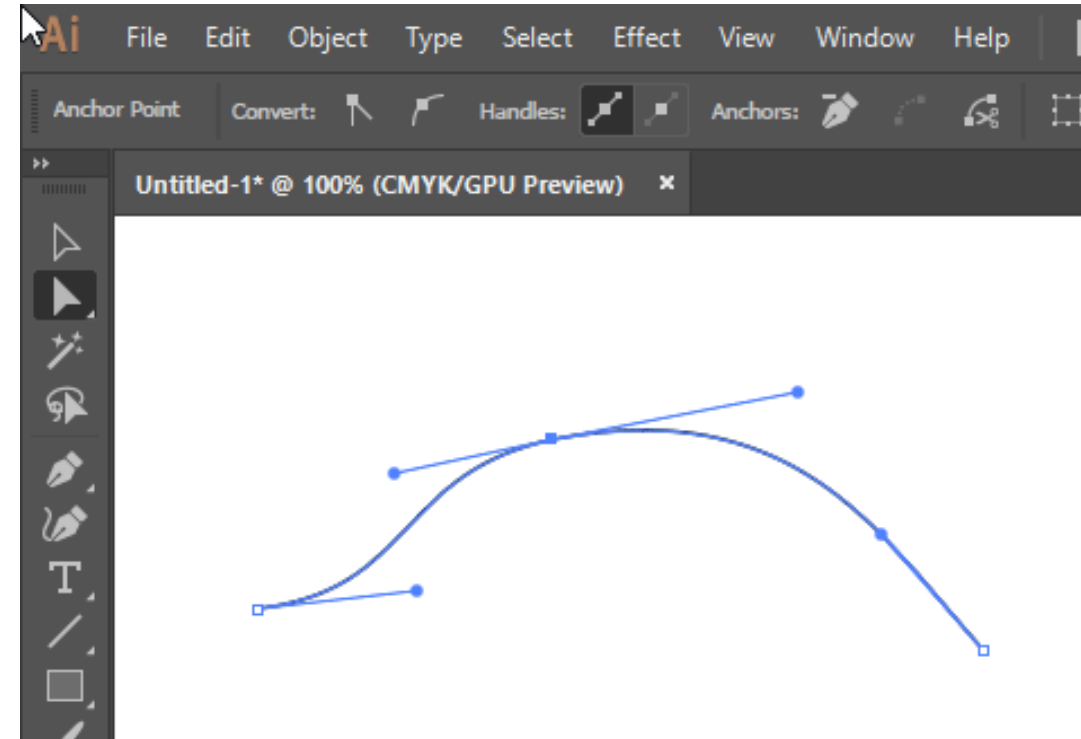 Ai File Edit Object Type Select Effect View Window Help
Anchor Point Convert: Handles: Anchors:
Untitled-1* @ 100% (CMYK/GPU Preview) ×
T